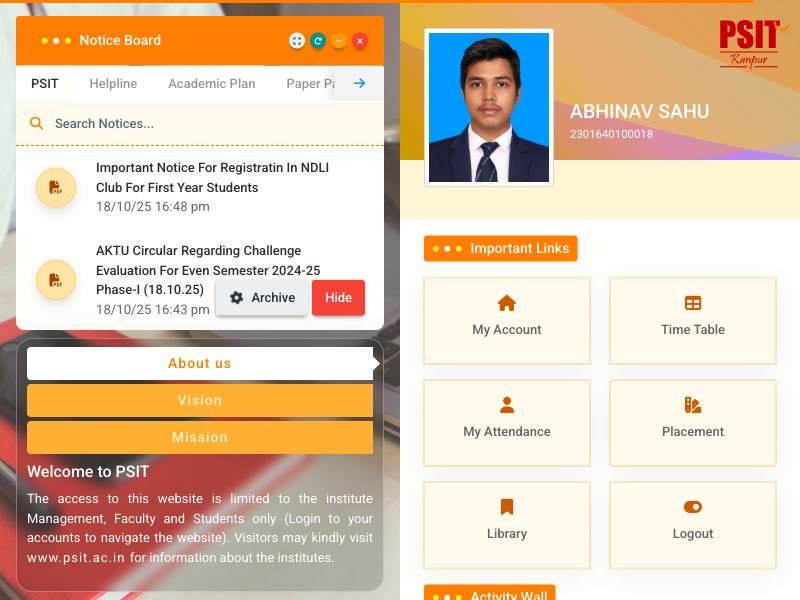 Notice Board
PSIT
Helpline
Academic Plan
Paper Pa
Search Notices...
Important Notice For Registratin In NDLI
Club For First Year Students
18/10/25 16:48 pm
AKTU Circular Regarding Challenge
Evaluation For Even Semester 2024-25
Phase-I (18.10.25)
18/10/25 16:43 pm
Archive
Hide
About us
Vision
Mission
Welcome to PSIT
The access to this website is limited to the institute
Management, Faculty and Students only (Login to your
accounts to navigate the website). Visitors may kindly visit
www.psit.ac.in for information about the institutes.
PSIT
Kanpur
ABHINAV SAHU
2301640100018
Important Links
My Account
Time Table
My Attendance
Placement
Library
Logout
Activity Wall